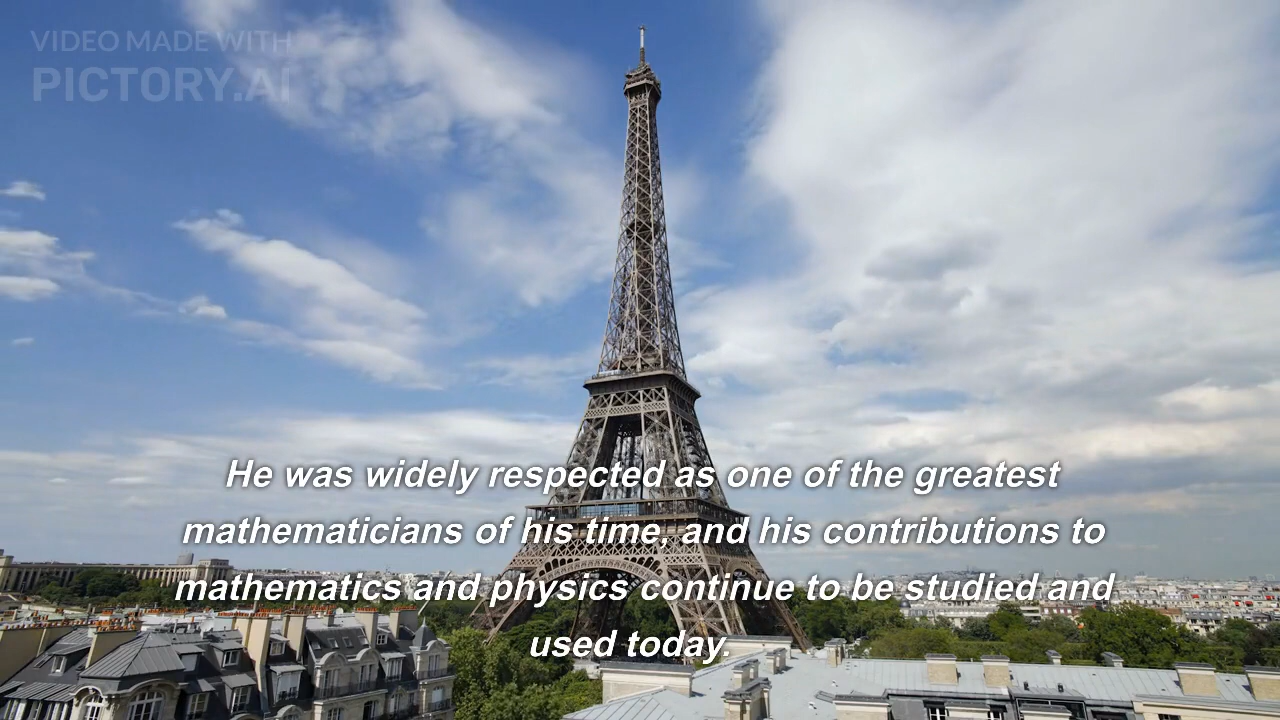 VIDEO MADE WITH
PICTORY.AI
He was widely respected as one of the greatest
mathematicians of his time, and his contributions to
mathematics and physics continue to be studied and
used today.